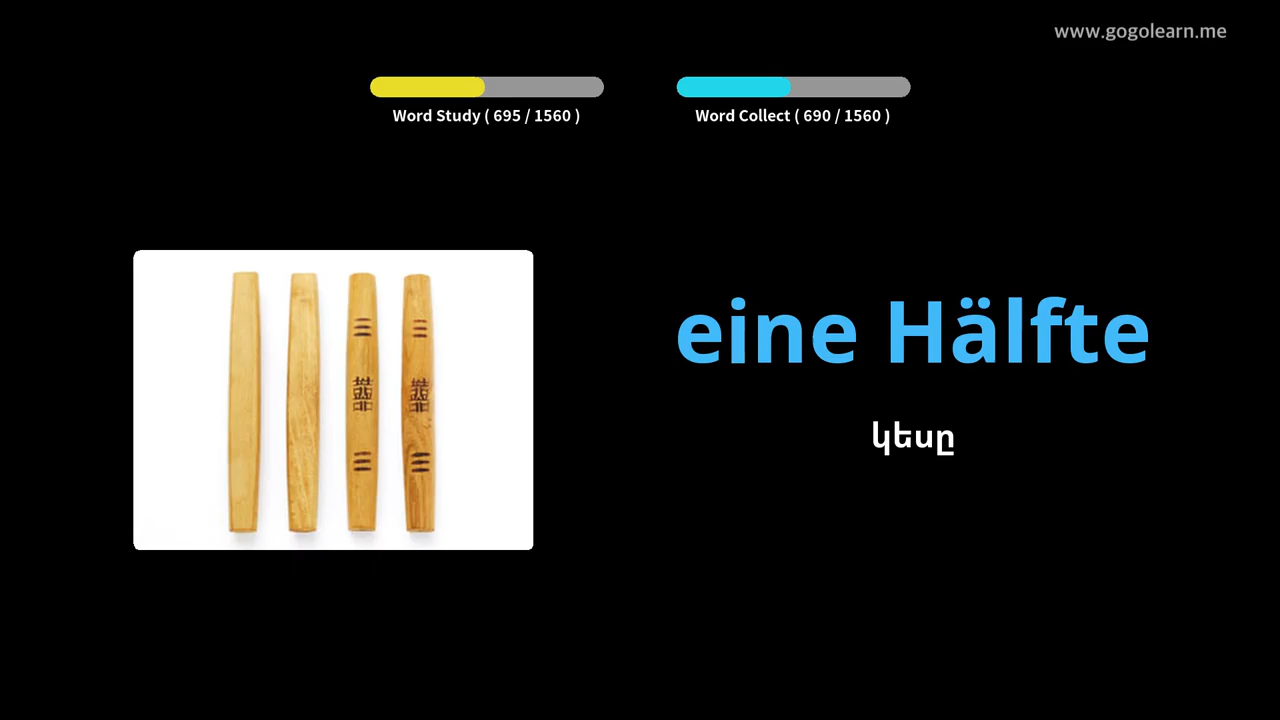 www.gogolearn.me
Word Study ( 695 / 1560 )
Word Collect ( 690 / 1560 )
eine Hälfte
կեսը